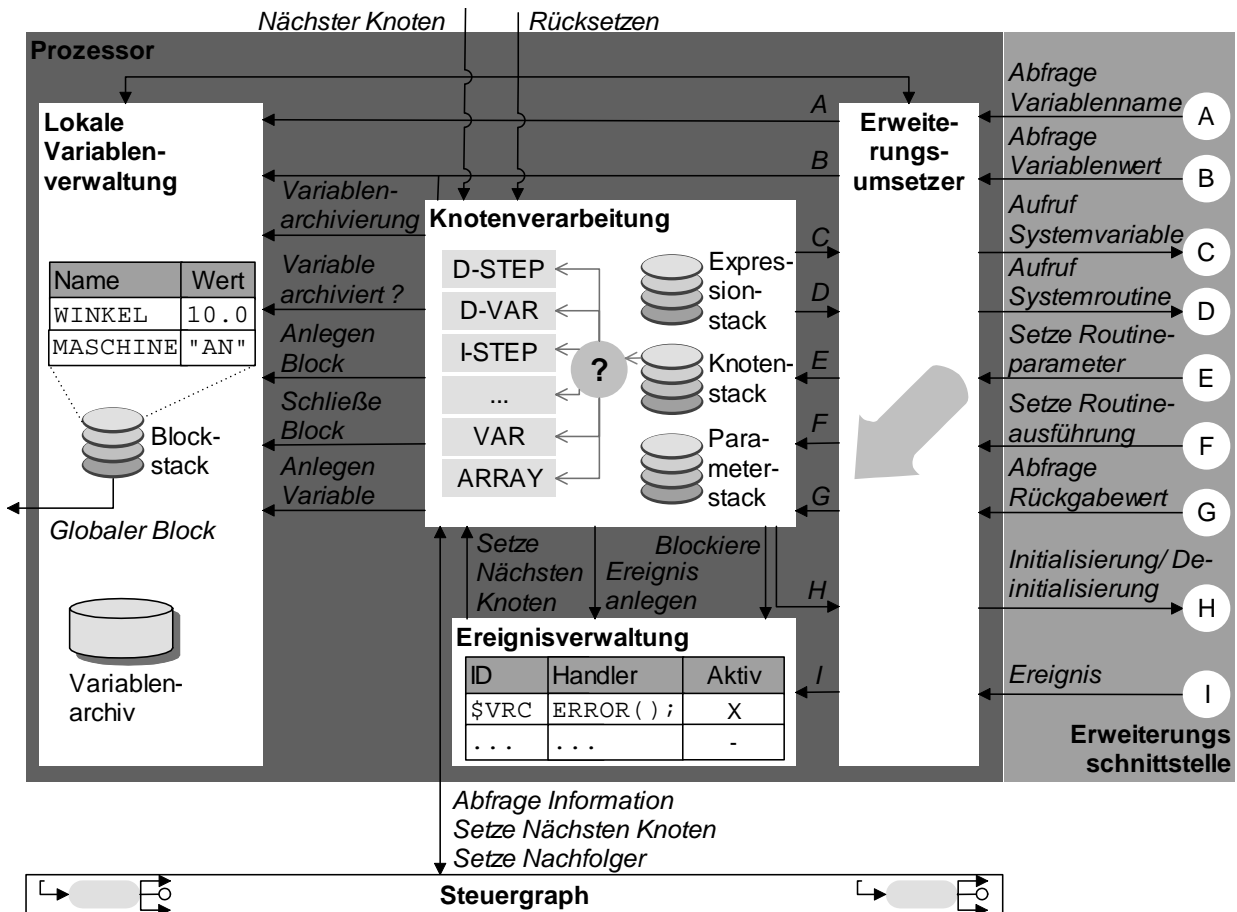 Nächster Knoten
Rücksetzen
Prozessor
Lokale
Variablen-
verwaltung
Name Wert
WINKEL 10.0
MASCHINE "AN"
Block-
stack
Globaler Block
Variablen-
archiv
Variablen-
archivierung
Variable
archiviert ?
Anlegen
Block
Schließe
Block
Anlegen
Variable
Knotenverarbeitung
D-STEP
D-VAR
I-STEP
...
VAR
ARRAY
?
Expres-
sion-
stack
Knoten-
stack
Para-
meter-
stack
A
B
C
D
E
F
G
H
I
Setze
Nächsten
Knoten
Ereignis
anlegen
Blockiere
Ereignisverwaltung
ID Handler Aktiv
$VRC ERROR(); X
... ... -
Erweite-
rungs-
umsetzer
Abfrage
Variablenname
A
Abfrage
Variablenwert
B
Aufruf
Systemvariable
C
Aufruf
Systemroutine
D
Setze Routine-
parameter
E
Setze Routine-
ausführung
F
Abfrage
Rückgabewert
G
Initialisierung/ De-
initialisierung
H
Ereignis
I
Erweiterungs
schnittstelle
Abfrage Information
Setze Nächsten Knoten
Setze Nachfolger
Steuergraph